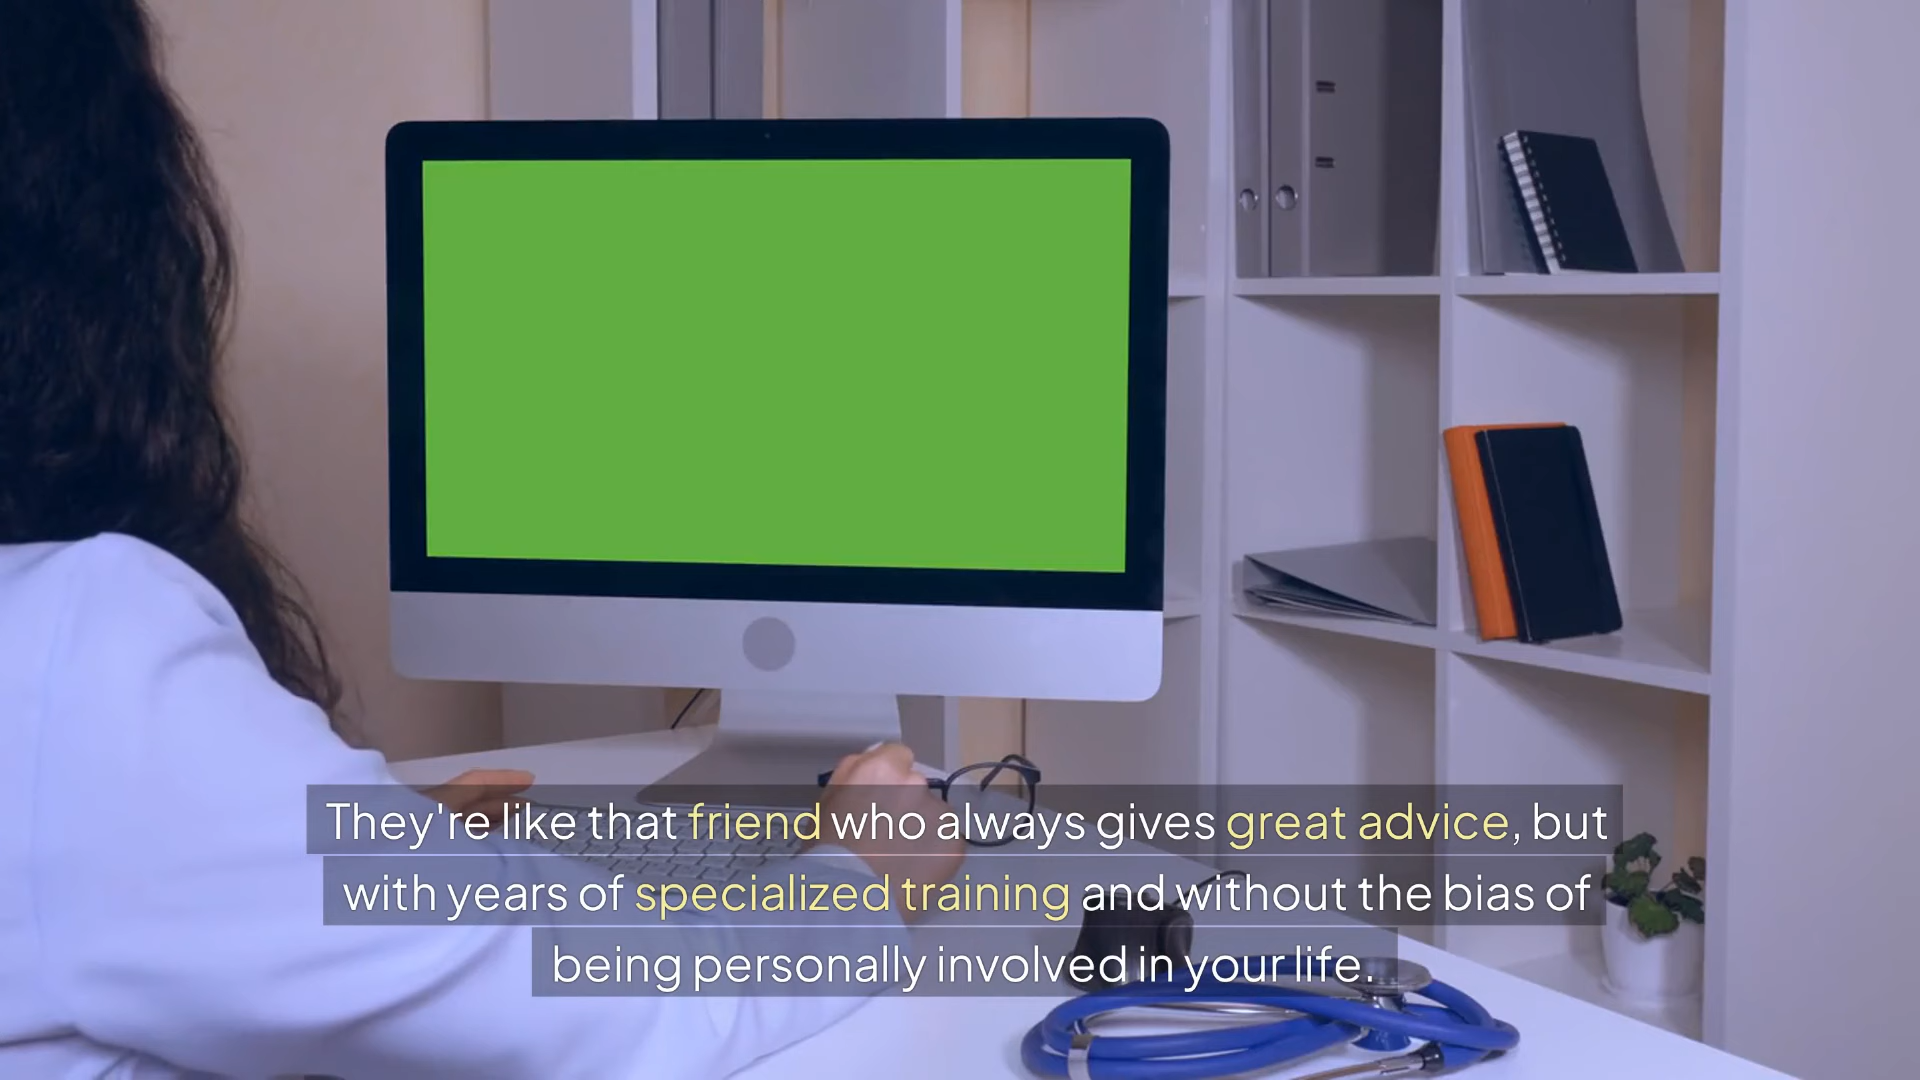 They're like that friend who always gives great advice, but
with years of specialized training and without the bias of
being personally involved in your life.